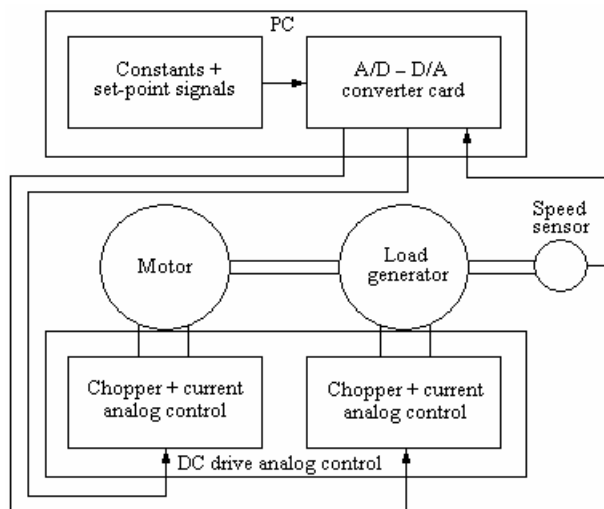 PC
Constants +
set-point signals
A/D – D/A
converter card
Speed
sensor
Motor
Load
generator
Chopper + current
analog control
Chopper + current
analog control
DC drive analog control